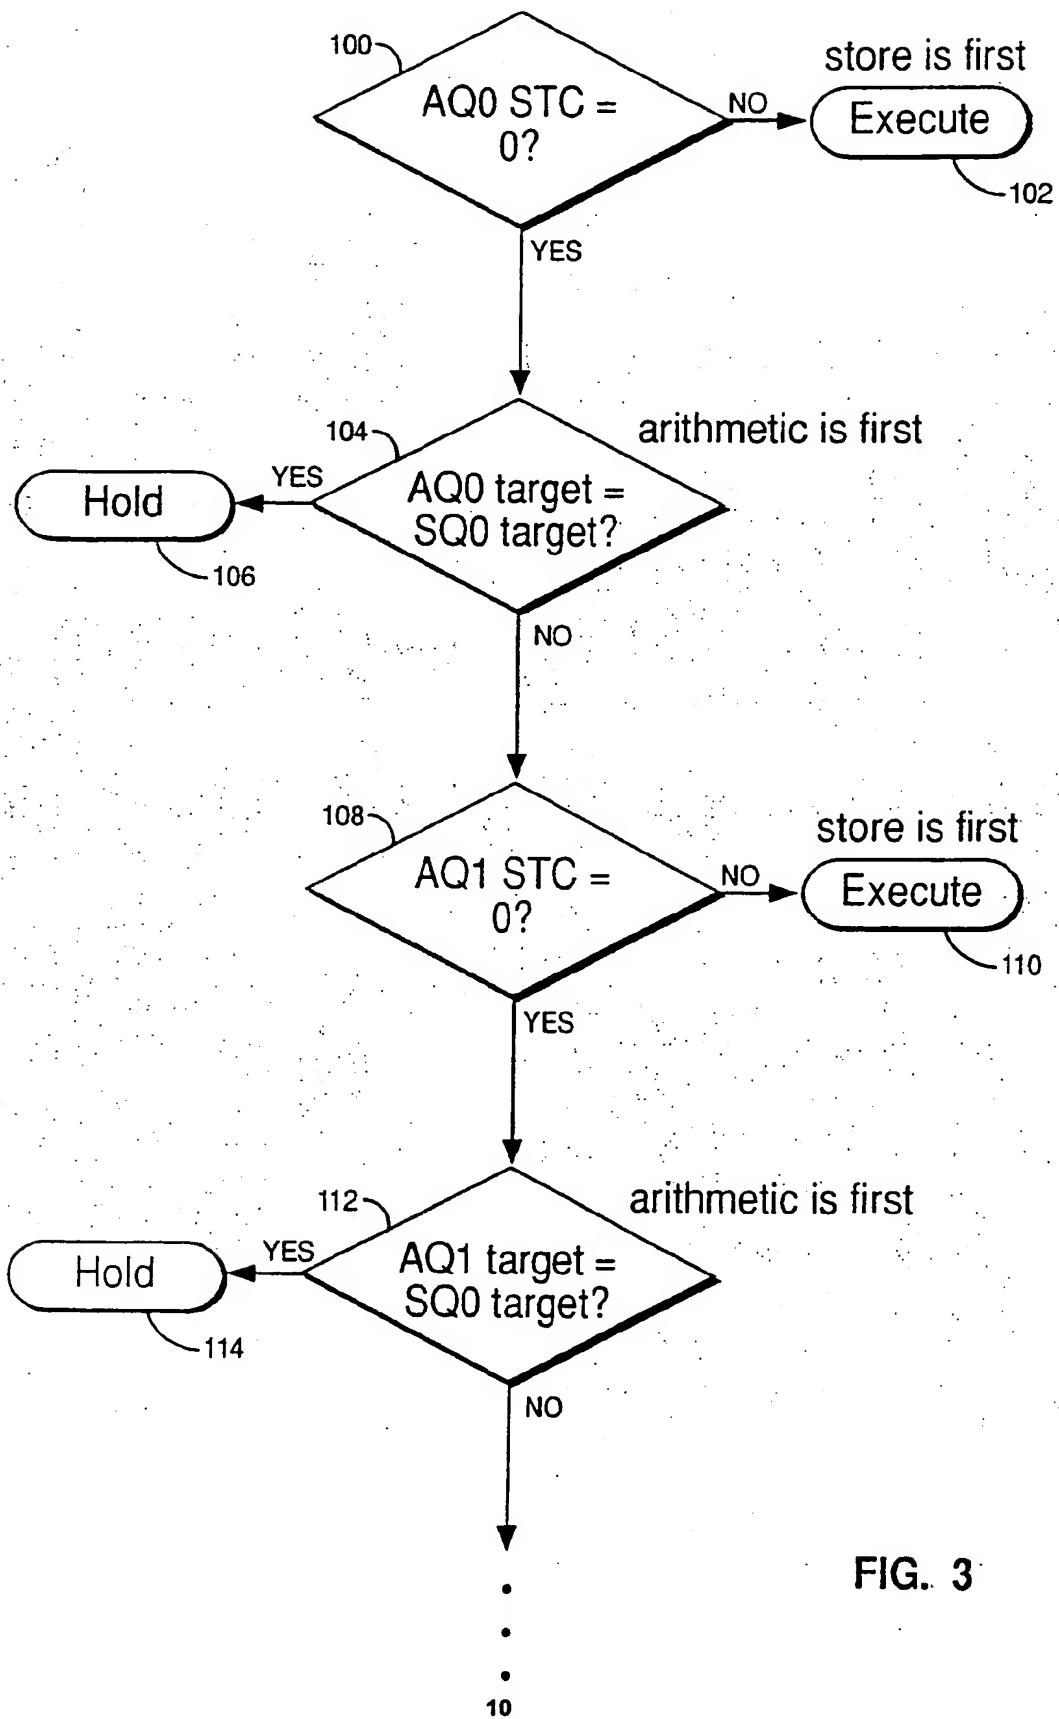 100
AQ0 STC =
0?
NO
store is first
Execute
102
YES
104
arithmetic is first
AQ0 target =
SQ0 target?
YES
Hold
106
NO
108
AQ1 STC =
0?
NO
store is first
Execute
110
YES
112
arithmetic is first
AQ1 target =
SQ0 target?
YES
Hold
114
NO
FIG. 3
10